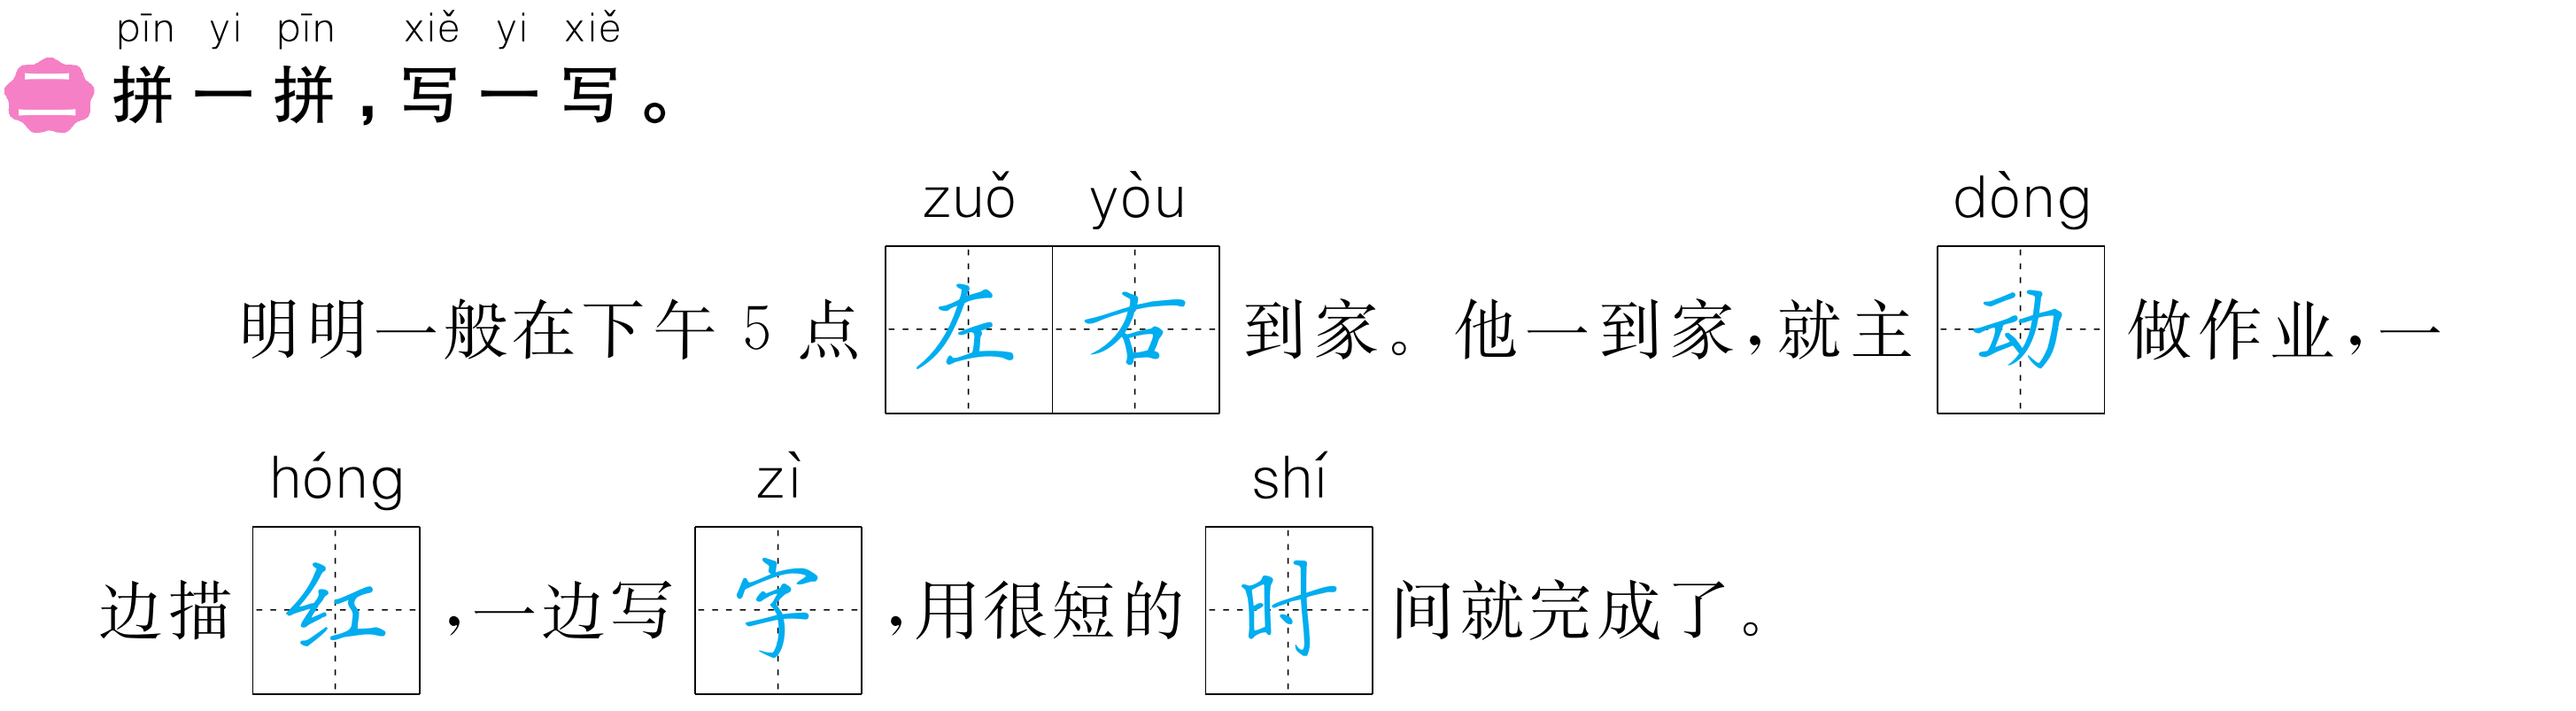 pīn yi pīn xiě yi xiě
二 拼一拼,写一写。
zuǒ yòu dòng
明明一般在下午 5 点左右到家。他一到家,就主动做作业,一
hóng zì shí
边描红,一边写字,用很短的时间就完成了。